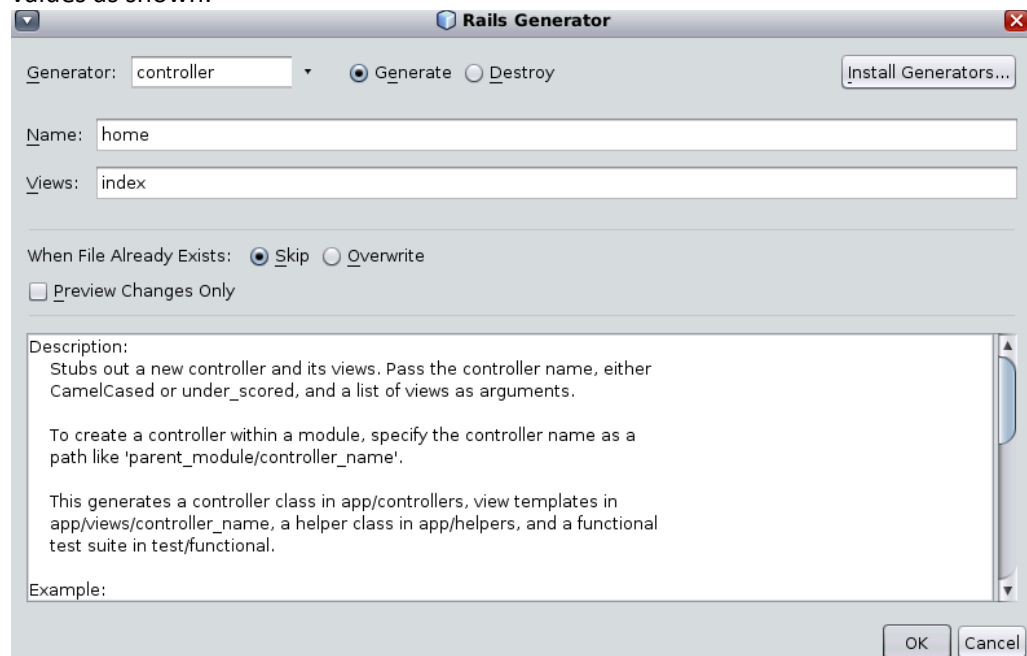 values as shown.
Rails Generator
Generator: controller Generate Destroy Install Generators...
Name: home
Views: index
When File Already Exists: Skip Overwrite
Preview Changes Only
Description:
Stubs out a new controller and its views. Pass the controller name, either
CamelCased or under_scored, and a list of views as arguments.
To create a controller within a module, specify the controller name as a
path like 'parent_module/controller_name'.
This generates a controller class in app/controllers, view templates in
app/views/controller_name, a helper class in app/helpers, and a functional
test suite in test/functional.
Example:
OK Cancel